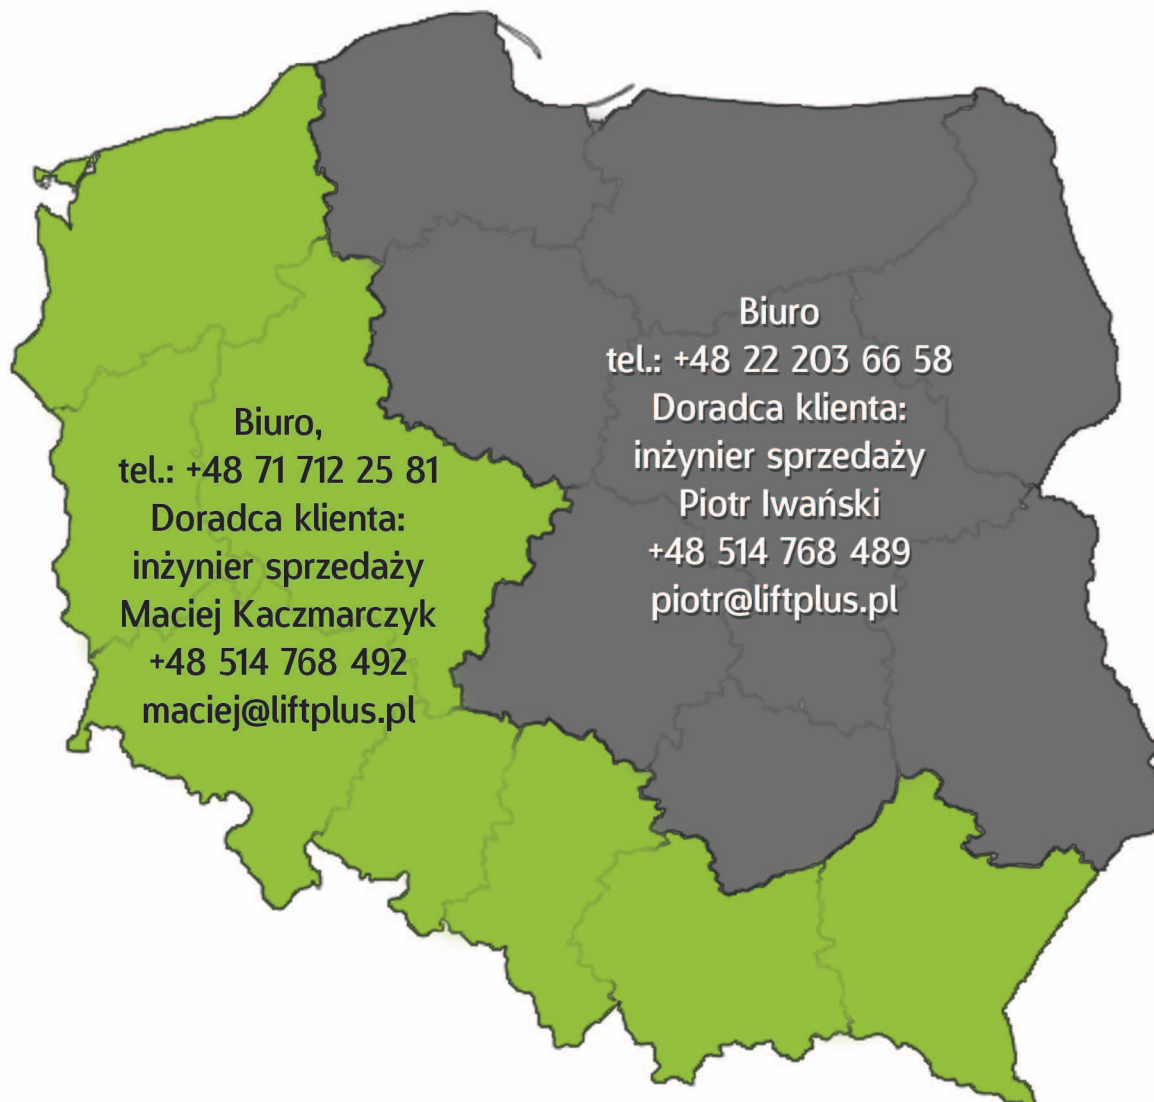 Biuro,
tel.: +48 71 712 25 81
Doradca klienta:
inżynier sprzedaży
Maciej Kaczmarczyk
+48 514 768 492
maciej@liftplus.pl
Biuro
tel.: +48 22 203 66 58
Doradca klienta:
inżynier sprzedaży
Piotr Iwański
+48 514 768 489
piotr@liftplus.pl